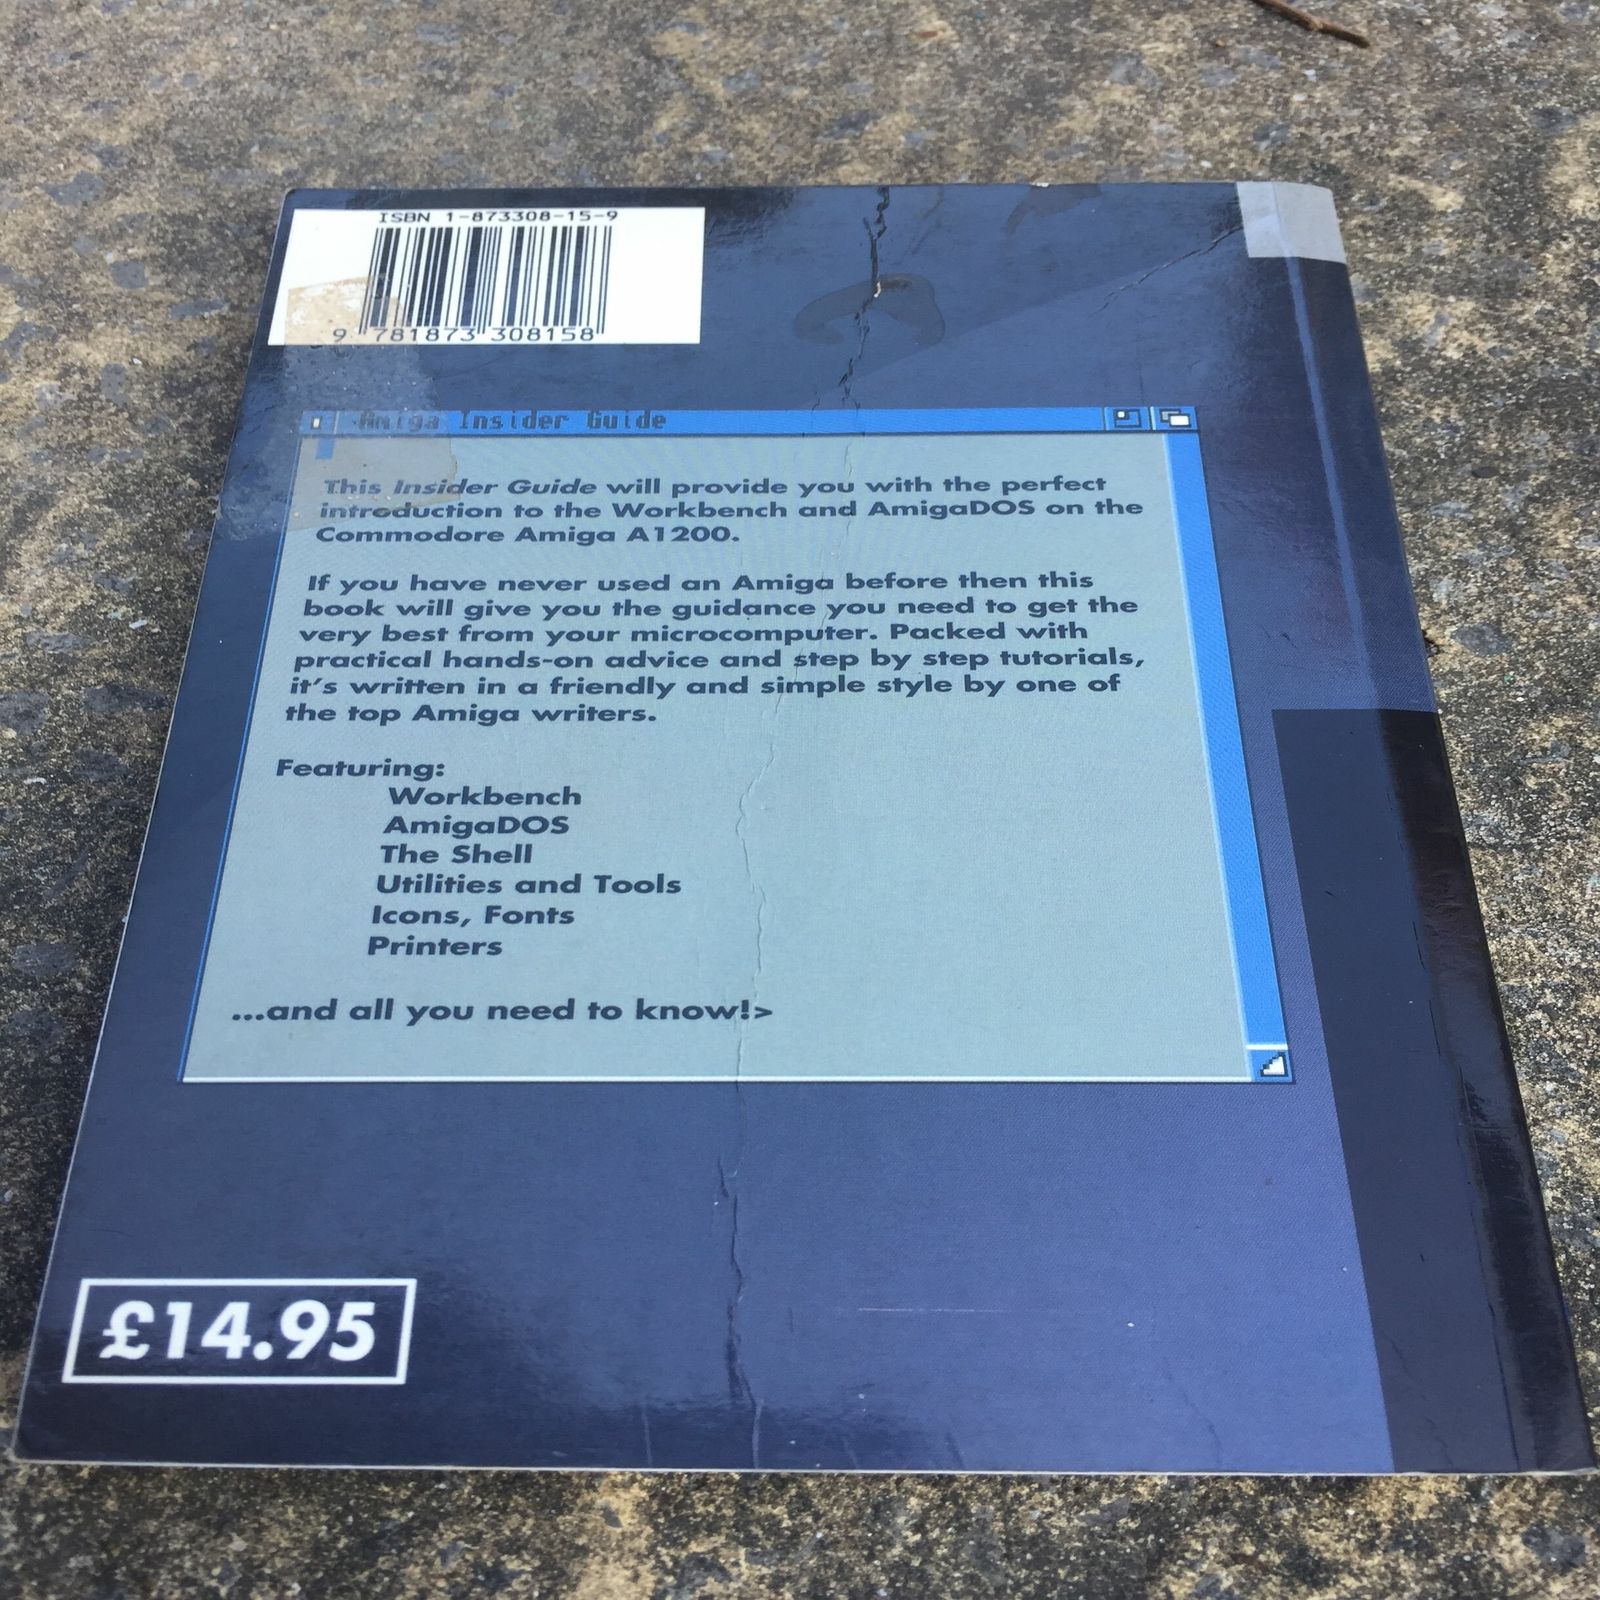 ISBN 1-873308-15-9
9 781873 308158
Amiga Insider Guide
This Insider Guide will provide you with the perfect
introduction to the Workbench and AmigaDOS on the
Commodore Amiga A1200.
If you have never used an Amiga before then this
book will give you the guidance you need to get the
very best from your microcomputer. Packed with
practical hands-on advice and step by step tutorials,
it's written in a friendly and simple style by one of
the top Amiga writers.
Featuring:
Workbench
AmigaDOS
The Shell
Utilities and Tools
Icons, Fonts
Printers
...and all you need to know!>
£14.95